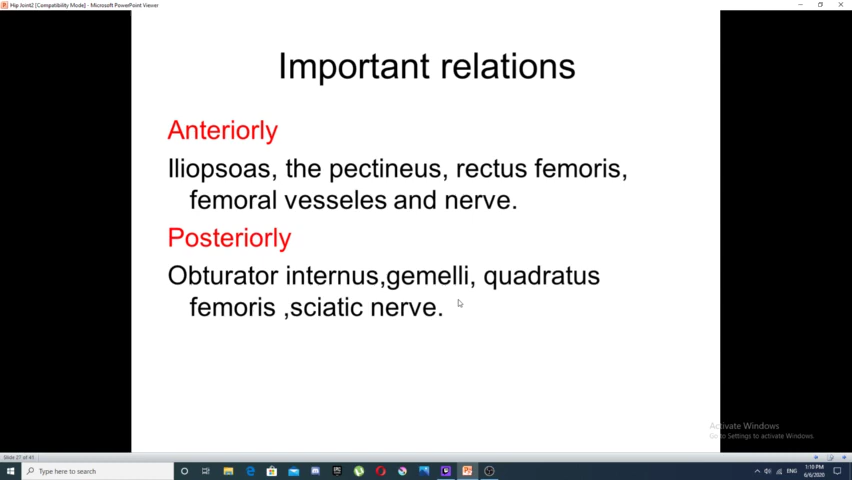 Hip Joint2 [Compatibility Mode] - Microsoft PowerPoint Viewer
Important relations
Anteriorly
Iliopsoas, the pectineus, rectus femoris,
femoral vesseles and nerve.
Posteriorly
Obturator internus,gemelli, quadratus
femoris ,sciatic nerve.
Activate Windows
Go to Settings to activate Windows.
Slide 27 of 41
Type here to search
ENG
1:10 PM
6/6/2020